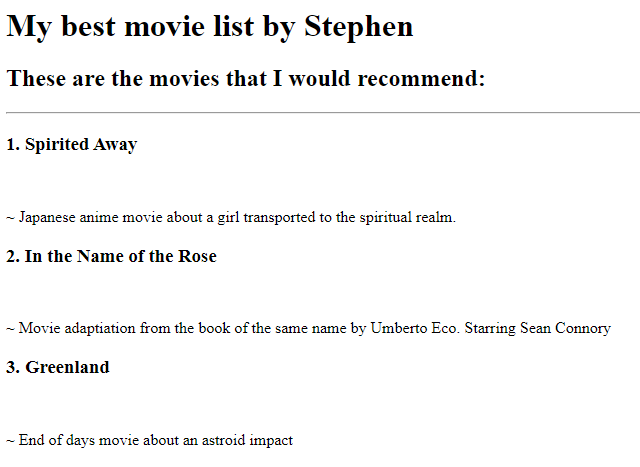 My best movie list by Stephen
These are the movies that I would recommend:
1. Spirited Away
~ Japanese anime movie about a girl transported to the spiritual realm.
2. In the Name of the Rose
~ Movie adaptiation from the book of the same name by Umberto Eco. Starring Sean Connory
3. Greenland
~ End of days movie about an astroid impact